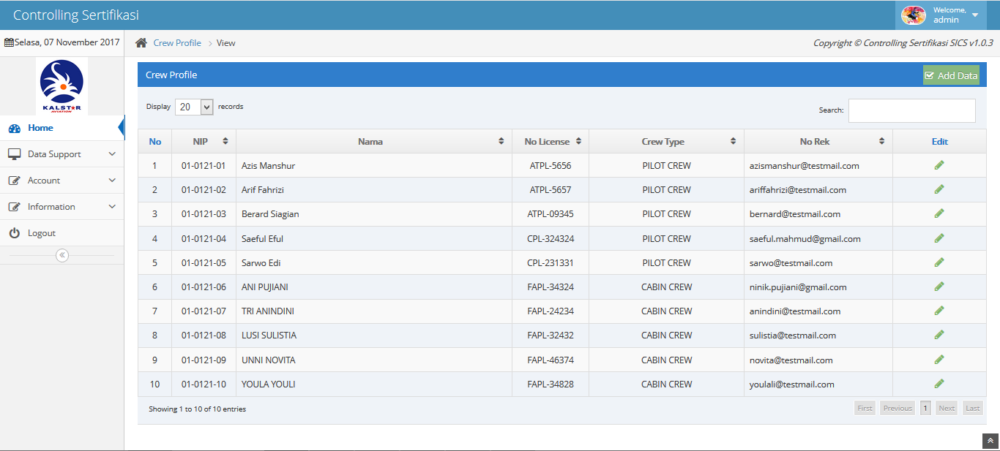 Controlling Sertifikasi
Welcome,
admin
Selasa, 07 November 2017
Crew Profile View
Copyright © Controlling Sertifikasi SICS v1.0.3
KALSTAR
AVIATION
Home
Data Support
Account
Information
Logout
Crew Profile
Add Data
Display 20 records
Search:
No NIP Nama No License Crew Type No Rek Edit
1 01-0121-01 Azis Manshur ATPL-5656 PILOT CREW azismanshur@testmail.com
2 01-0121-02 Arif Fahrizi ATPL-5657 PILOT CREW ariffahrizi@testmail.com
3 01-0121-03 Berard Siagian ATPL-09345 PILOT CREW bernard@testmail.com
4 01-0121-04 Saeful Eful CPL-324324 PILOT CREW saeful.mahmud@gmail.com
5 01-0121-05 Sarwo Edi CPL-231331 PILOT CREW sarwo@testmail.com
6 01-0121-06 ANI PUJIANI FAPL-34324 CABIN CREW ninik.pujiani@gmail.com
7 01-0121-07 TRI ANINDINI FAPL-24234 CABIN CREW anindini@testmail.com
8 01-0121-08 LUSI SULISTIA FAPL-32432 CABIN CREW sulistia@testmail.com
9 01-0121-09 UNNI NOVITA FAPL-46374 CABIN CREW novita@testmail.com
10 01-0121-10 YOULA YOULI FAPL-34828 CABIN CREW youlali@testmail.com
Showing 1 to 10 of 10 entries
First Previous 1 Next Last